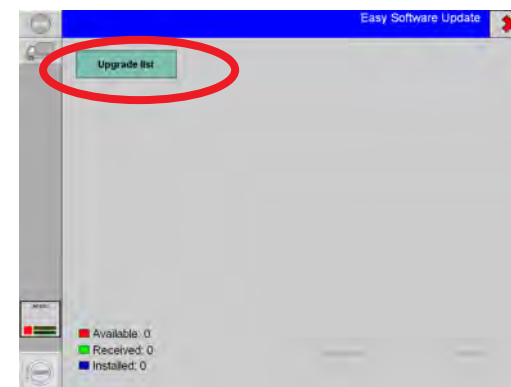 Easy Software Update
Upgrade list
Available: 0
Received: 0
Installed: 0